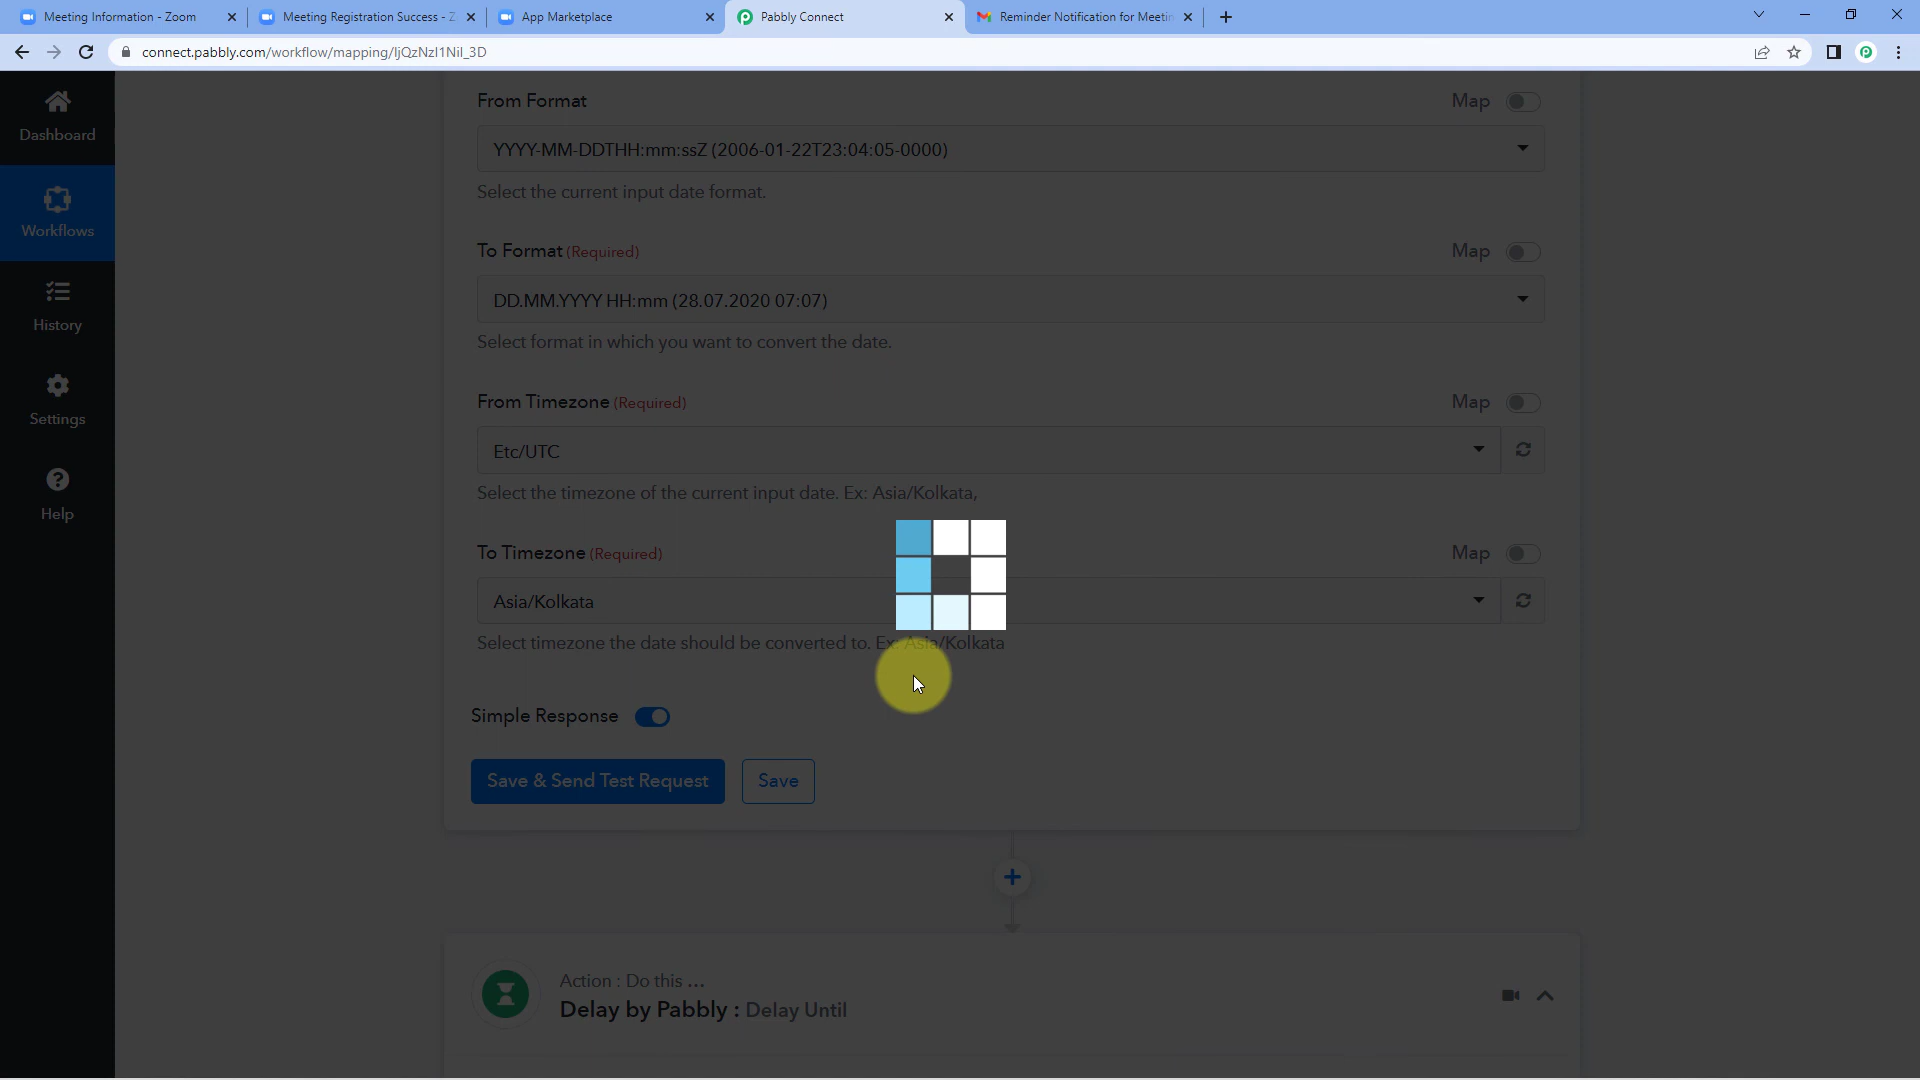 Meeting Information - Zoom
Meeting Registration Success - Z
App Marketplace
Pabbly Connect
Reminder Notification for Meetin
connect.pabbly.com/workflow/mapping/IjQzNzI1NiI_3D
Dashboard
Workflows
History
Settings
Help
From Format
Map
YYYY-MM-DDTHH:mm:ssZ (2006-01-22T23:04:05-0000)
Select the current input date format.
To Format (Required)
Map
DD.MM.YYYY HH:mm (28.07.2020 07:07)
Select format in which you want to convert the date.
From Timezone (Required)
Map
Etc/UTC
Select the timezone of the current input date. Ex: Asia/Kolkata,
To Timezone (Required)
Map
Asia/Kolkata
Select timezone the date should be converted to. Ex: Asia/Kolkata
Simple Response
Save & Send Test Request
Save
Action : Do this ...
Delay by Pabbly : Delay Until